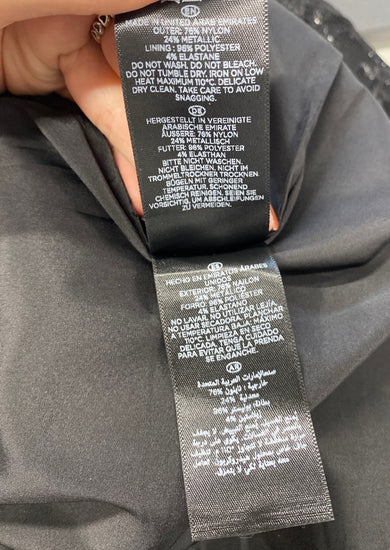 EN
MADE IN UNITED ARAB EMIRATES
OUTER: 76% NYLON
24% METALLIC
LINING: 96% POLYESTER
4% ELASTANE
DO NOT WASH. DO NOT BLEACH.
DO NOT TUMBLE DRY. IRON ON LOW
HEAT MAXIMUM 110°C. DELICATE
DRY CLEAN. TAKE CARE TO AVOID
SNAGGING.
DE
HERGESTELLT IN VEREINIGTE
ARABISCHE EMIRATE
ÄUSSERE: 76% NYLON
24% METALLISCH
FUTTER: 96% POLYESTER
4% ELASTHAN
BITTE NICHT WASCHEN.
NICHT BLEICHEN. NICHT IM
TROMMELTROCKNER TROCKNEN.
BÜGELN MIT GERINGER
TEMPERATUR. SCHONEND
CHEMISCH REINIGEN. SEIEN SIE
VORSICHTIG, UM ABSCHLEIFUNGEN
ZU VERMEIDEN.
ES
HECHO EN EMIRATOS ÁRABES
UNIDOS
EXTERIOR: 76% NAILON
24% METÁLICO
FORRO: 96% POLIÉSTER
4% ELASTANO
NO LAVAR. NO UTILIZAR LEJÍA.
NO USAR SECADORA. PLANCHAR
A TEMPERATURA BAJA: MÁXIMO
110°C. LIMPIEZA EN SECO
DELICADA. TENGA CUIDADO
PARA EVITAR QUE LA PRENDA
SE ENGANCHE.
AR
الإمارات العربية المتحدة
خارجية: نايلون 76%
معدنية 24%
بطانة: بوليستر 96%
4%